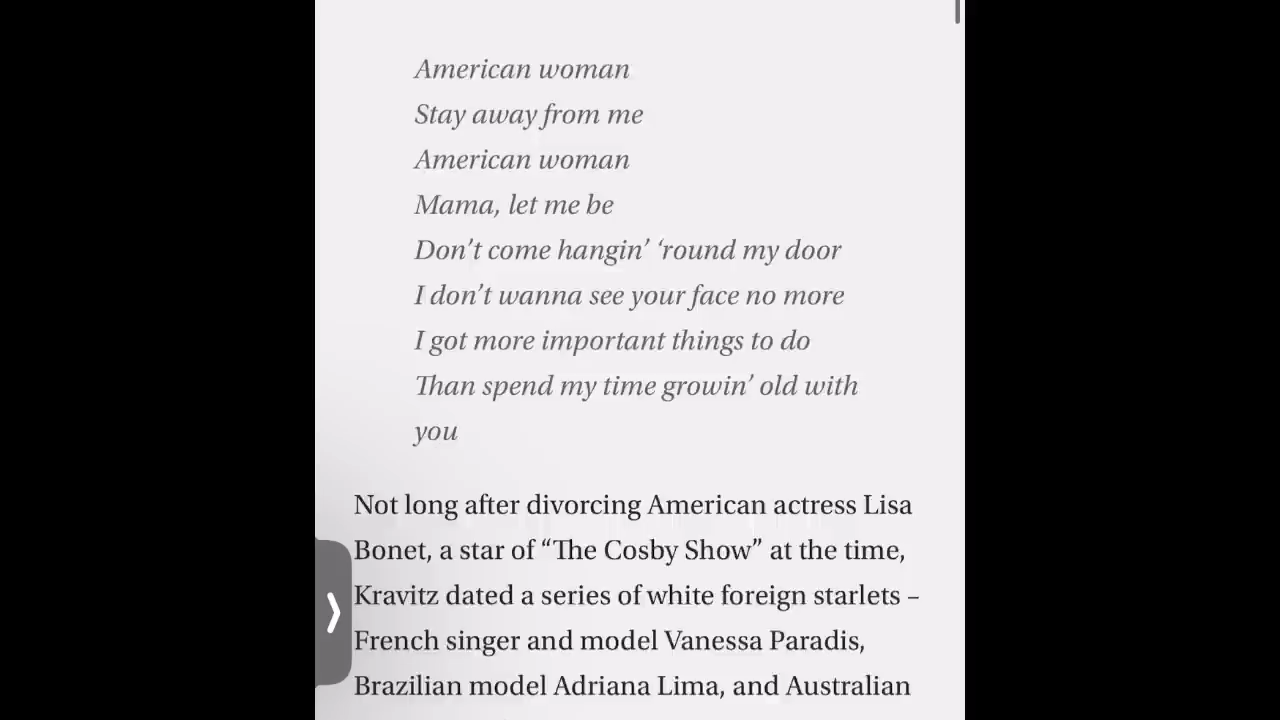 American woman
Stay away from me
American woman
Mama, let me be
Don’t come hangin’ ‘round my door
I don’t wanna see your face no more
I got more important things to do
Than spend my time growin’ old with
you
Not long after divorcing American actress Lisa
Bonet, a star of “The Cosby Show” at the time,
Kravitz dated a series of white foreign starlets –
French singer and model Vanessa Paradis,
Brazilian model Adriana Lima, and Australian